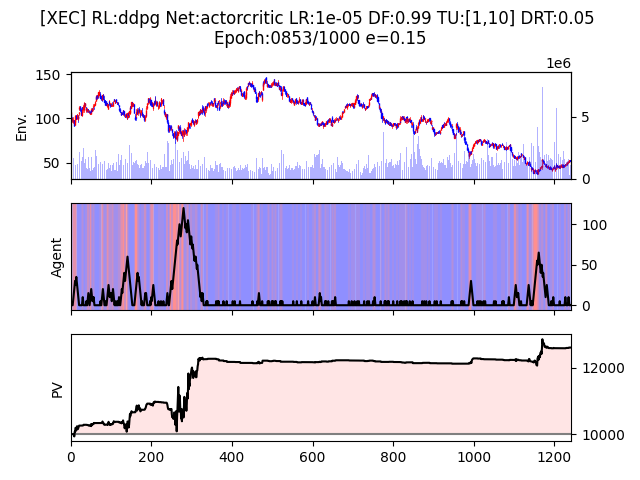 [XEC] RL:ddpg Net:actorcritic LR:1e-05 DF:0.99 TU:[1,10] DRT:0.05
Epoch:0853/1000 e=0.15
1e6
150
100
50
Env.
5
0
Agent
100
50
0
PV
12000
10000
0
200
400
600
800
1000
1200